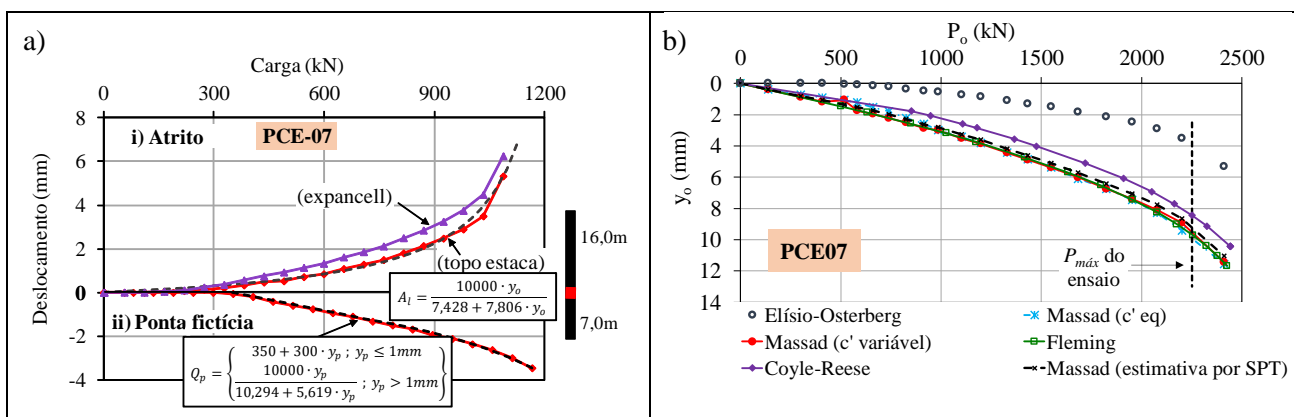 a)
Carga (kN)
0 300 600 900 1200
Deslocamento (mm)
8
6
4
2
0
-2
-4
i) Atrito
PCE-07
(expancell)
(topo estaca)
A_l = 10000 · y_o / 7,428 + 7,806 · y_o
16,0m
7,0m
ii) Ponta fictícia
Q_p = { 350 + 300 · y_p ; y_p ≤ 1mm
10000 · y_p / 10,294 + 5,619 · y_p ; y_p > 1mm }
b)
P_o (kN)
0 500 1000 1500 2000 2500
y_o (mm)
0
2
4
6
8
10
12
14
PCE07
P_máx do
ensaio
Elísio-Osterberg
Massad (c' eq)
Massad (c' variável)
Fleming
Coyle-Reese
Massad (estimativa por SPT)